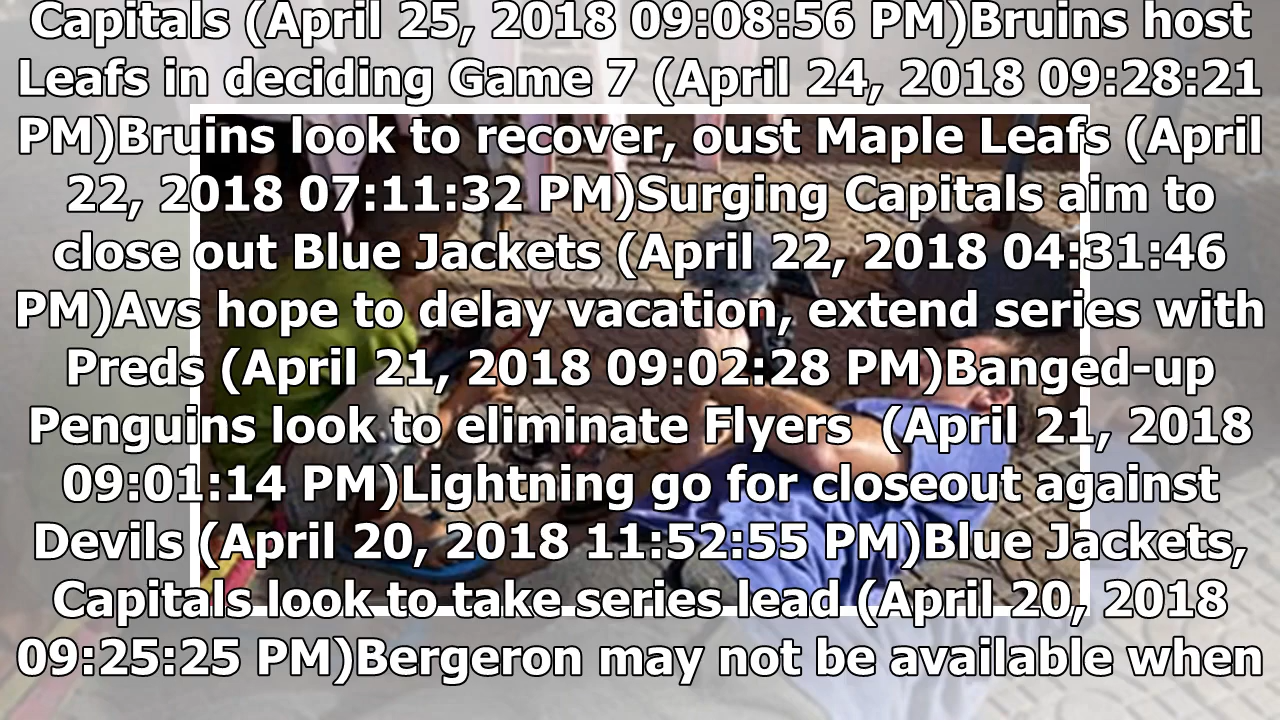 Capitals (April 25, 2018 09:08:56 PM)Bruins host
Leafs in deciding Game 7 (April 24, 2018 09:28:21
PM)Bruins look to recover, oust Maple Leafs (April
22, 2018 07:11:32 PM)Surging Capitals aim to
close out Blue Jackets (April 22, 2018 04:31:46
PM)Avs hope to delay vacation, extend series with
Preds (April 21, 2018 09:02:28 PM)Banged-up
Penguins look to eliminate Flyers  (April 21, 2018
09:01:14 PM)Lightning go for closeout against
Devils (April 20, 2018 11:52:55 PM)Blue Jackets,
Capitals look to take series lead (April 20, 2018
09:25:25 PM)Bergeron may not be available when